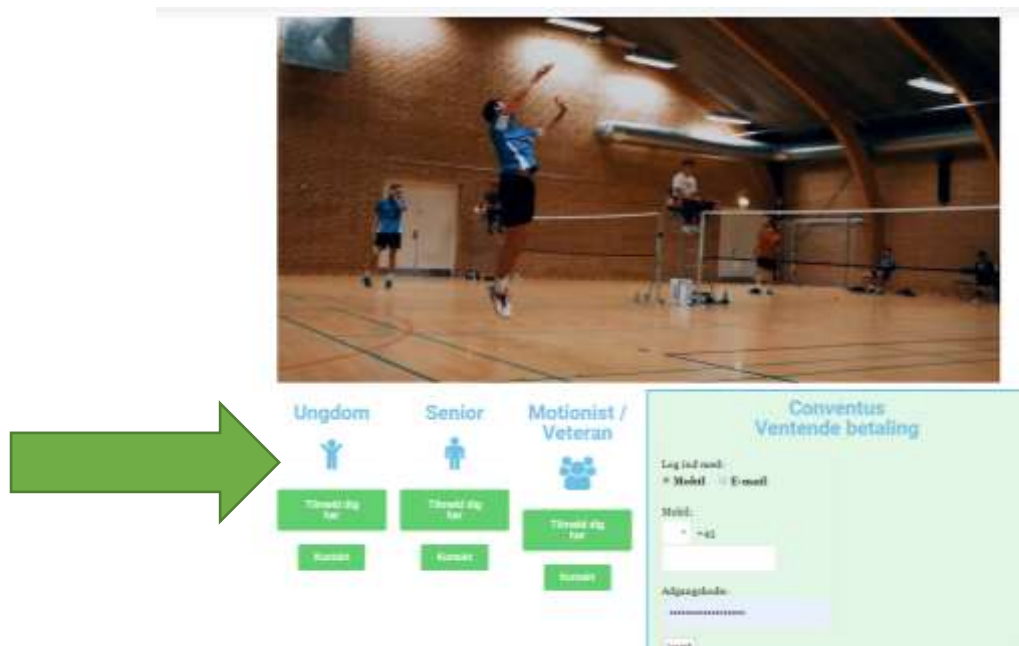 Ungdom
Tilmeld dig
her
Kontakt
Senior
Tilmeld dig
her
Kontakt
Motionist /
Veteran
Tilmeld dig
her
Kontakt
Conventus
Ventende betaling
Log ind med:
Mobil E-mail
Mobil:
+45
Adgangskode: